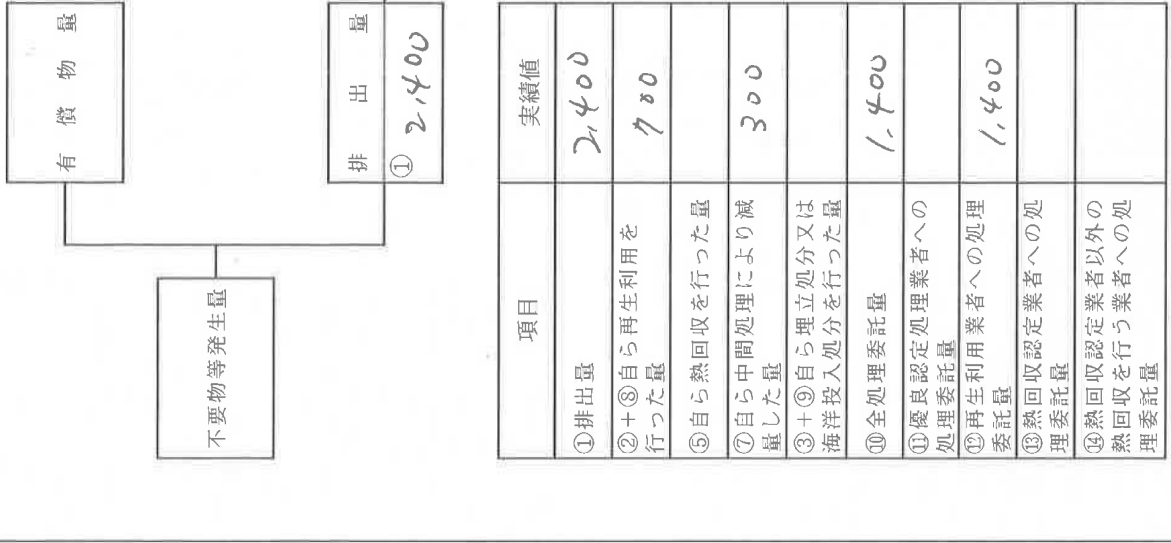 有償物量
不要物等発生量
排出量
① 2,400
項目 実績値
①排出量 2,400
②+⑧自ら再生利用を
行った量 700
⑤自ら熱回収を行った量
⑦自ら中間処理により減
量した量 300
③+⑨自ら埋立処分又は
海洋投入処分を行った量
⑩全処理委託量 1,400
⑪優良認定処理業者への
処理委託量
⑫再生利用業者への処理
委託量 1,400
⑬熱回収認定業者への処
理委託量
⑭熱回収認定業者以外の
熱回収を行う業者への処
理委託量